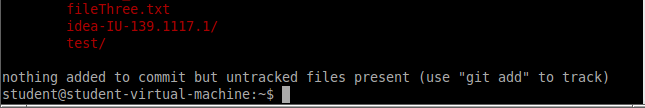 fileThree.txt
idea-IU-139.1117.1/
test/
nothing added to commit but untracked files present (use "git add" to track)
student@student-virtual-machine:~$